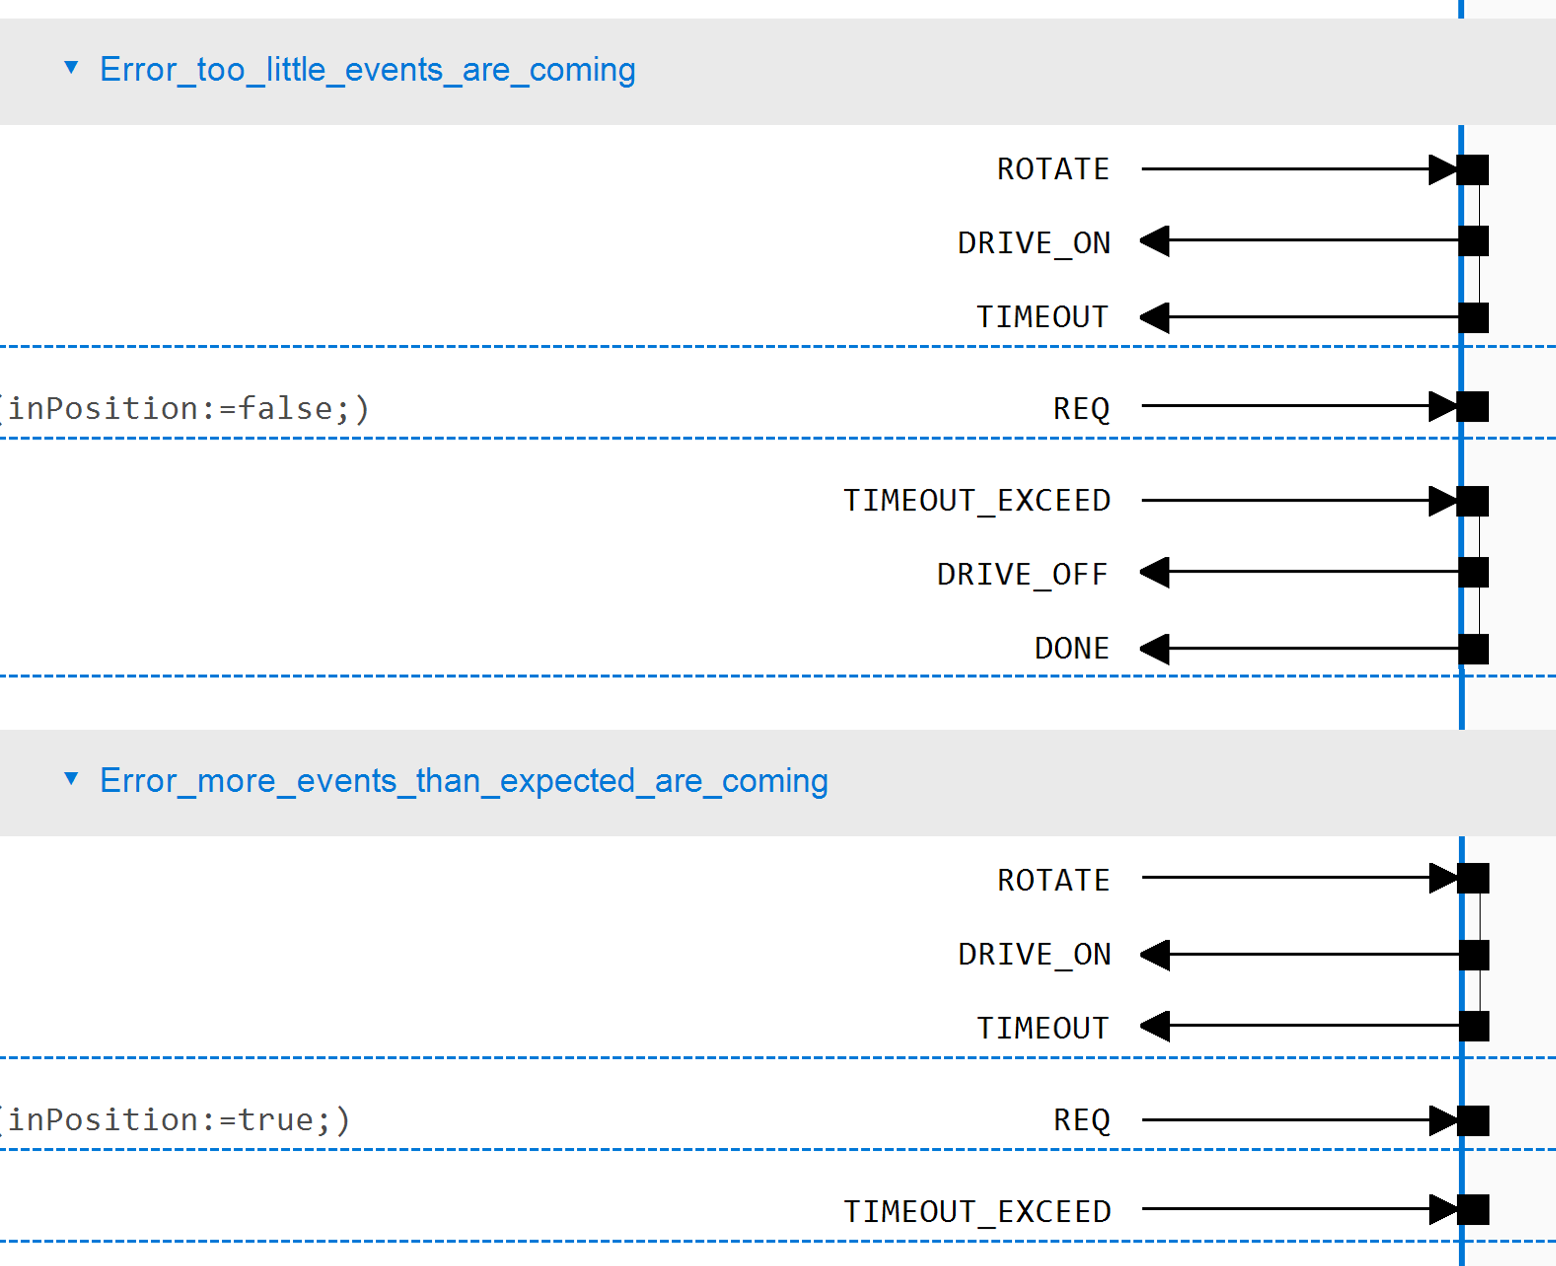 Error_too_little_events_are_coming
ROTATE
DRIVE_ON
TIMEOUT
(inPosition:=false;) REQ
TIMEOUT_EXCEED
DRIVE_OFF
DONE
Error_more_events_than_expected_are_coming
ROTATE
DRIVE_ON
TIMEOUT
(inPosition:=true;) REQ
TIMEOUT_EXCEED